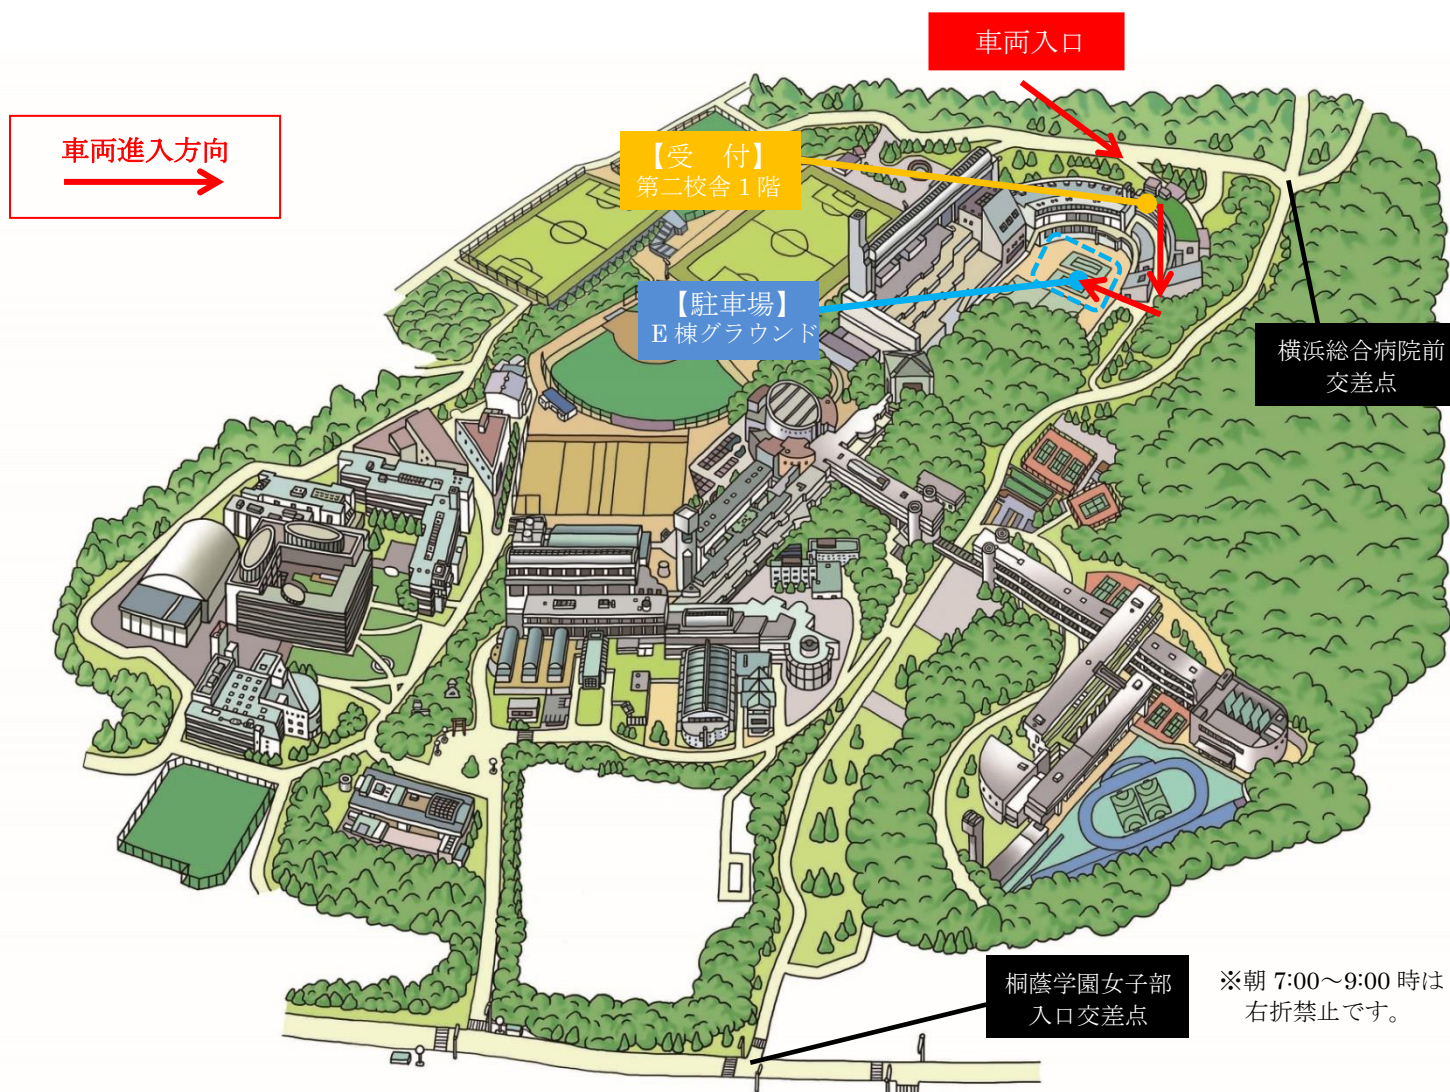 車両入口
車両進入方向
【受　付】
第二校舎１階
【駐車場】
E 棟グラウンド
横浜総合病院前
交差点
桐蔭学園女子部
入口交差点
※朝 7:00～9:00 時は
右折禁止です。